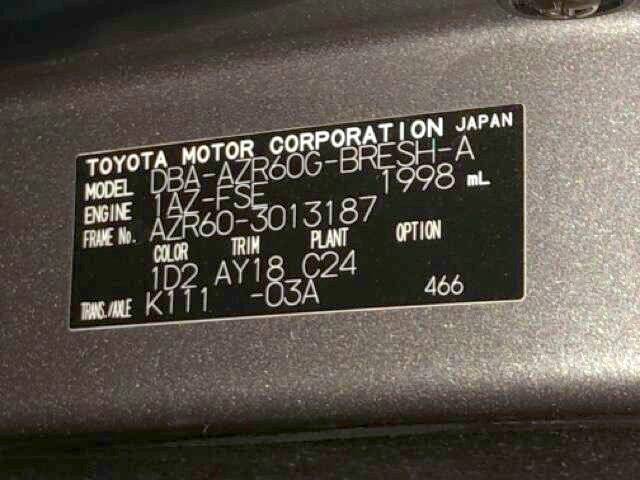 TOYOTA MOTOR CORPORATION JAPAN
MODEL DBA-AZR60G-BRESH-A
ENGINE 1AZ-FSE 1998 mL
FRAME No. AZR60-3013187
COLOR TRIM PLANT OPTION
1D2 AY18 C24
TRANS./AXLE K111 -03A 466